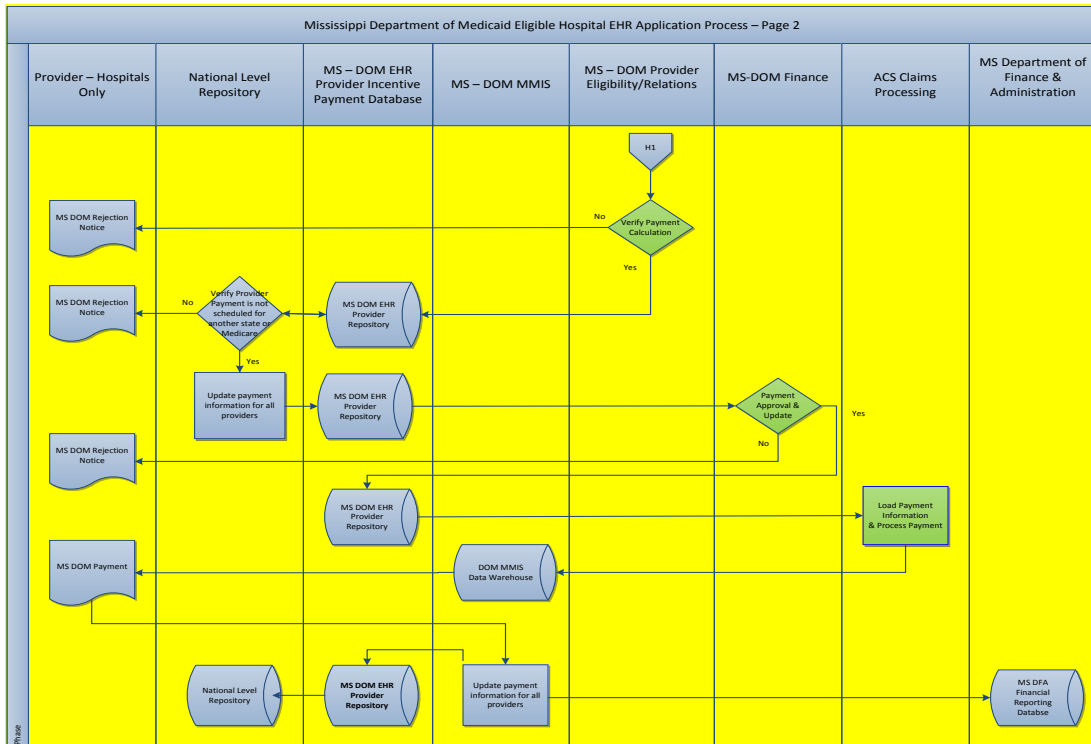 Mississippi Department of Medicaid Eligible Hospital EHR Application Process – Page 2
Provider – Hospitals
Only
National Level
Repository
MS – DOM EHR
Provider Incentive
Payment Database
MS – DOM MMIS
MS – DOM Provider
Eligibility/Relations
MS-DOM Finance
ACS Claims
Processing
MS Department of
Finance &
Administration
H1
Verify Payment
Calculation
No
Yes
MS DOM Rejection
Notice
MS DOM Rejection
Notice
No
Verify Provider
Payment is not
scheduled for
another state or
Medicare
Yes
MS DOM EHR
Provider
Repository
Update payment
information for all
providers
MS DOM EHR
Provider
Repository
Payment
Approval &
Update
Yes
No
MS DOM Rejection
Notice
MS DOM EHR
Provider
Repository
Load Payment
Information
& Process Payment
MS DOM Payment
DOM MMIS
Data Warehouse
National Level
Repository
MS DOM EHR
Provider
Repository
Update payment
information for all
providers
MS DFA
Financial
Reporting
Databse
Phase